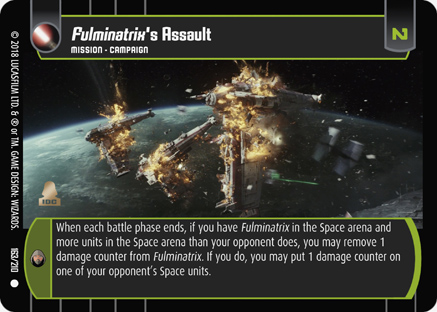 Fulminatrix's Assault
MISSION - CAMPAIGN
N
IDC
When each battle phase ends, if you have Fulminatrix in the Space arena and
more units in the Space arena than your opponent does, you may remove 1
damage counter from Fulminatrix. If you do, you may put 1 damage counter on
one of your opponent's Space units.
© 2018 LUCASFILM LTD. & ® or TM. GAME DESIGN: WIZARDS.
163/210